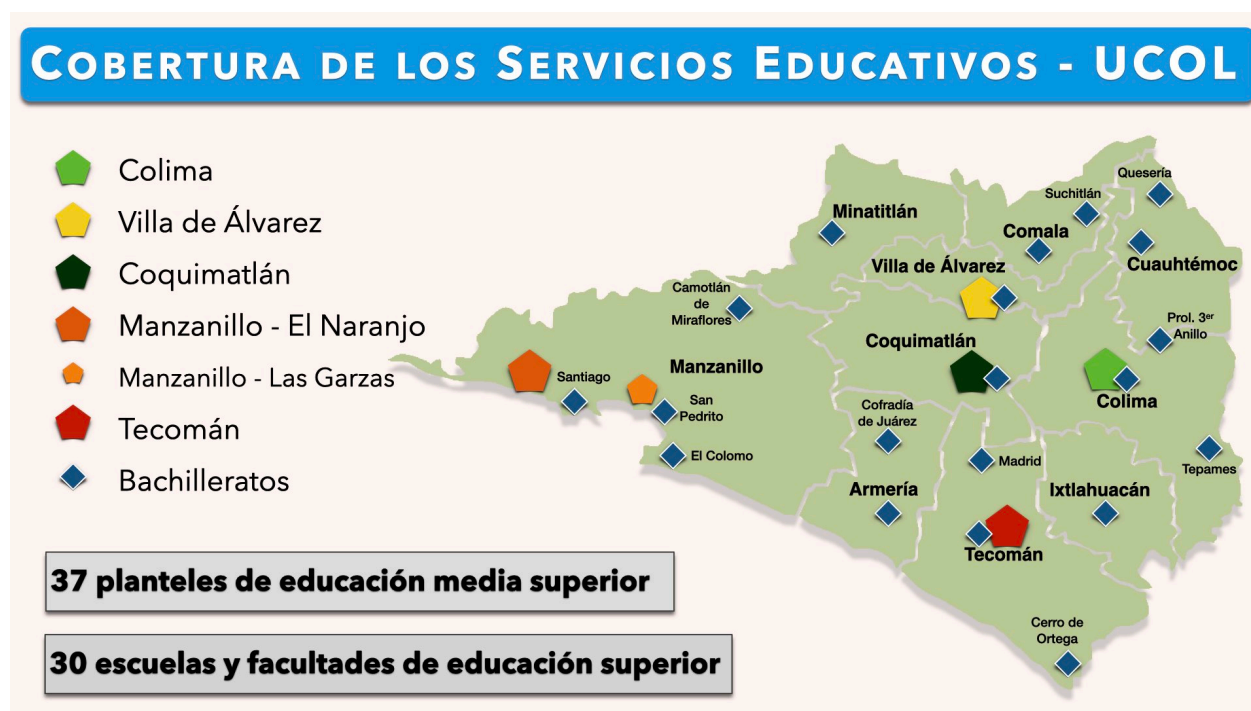 COBERTURA DE LOS SERVICIOS EDUCATIVOS - UCOL
Colima
Villa de Álvarez
Coquimatlán
Manzanillo - El Naranjo
Manzanillo - Las Garzas
Tecomán
Bachilleratos
37 planteles de educación media superior
30 escuelas y facultades de educación superior
Quesería
Suchitlán
Minatitlán
Comala
Cuauhtémoc
Villa de Álvarez
Camotlán
de
Miraflores
Prol. 3er
Anillo
Coquimatlán
Manzanillo
Santiago
San
Pedrito
Colima
Cofradía
de Juárez
El Colomo
Madrid
Tepames
Armería
Ixtlahuacán
Tecomán
Cerro de
Ortega